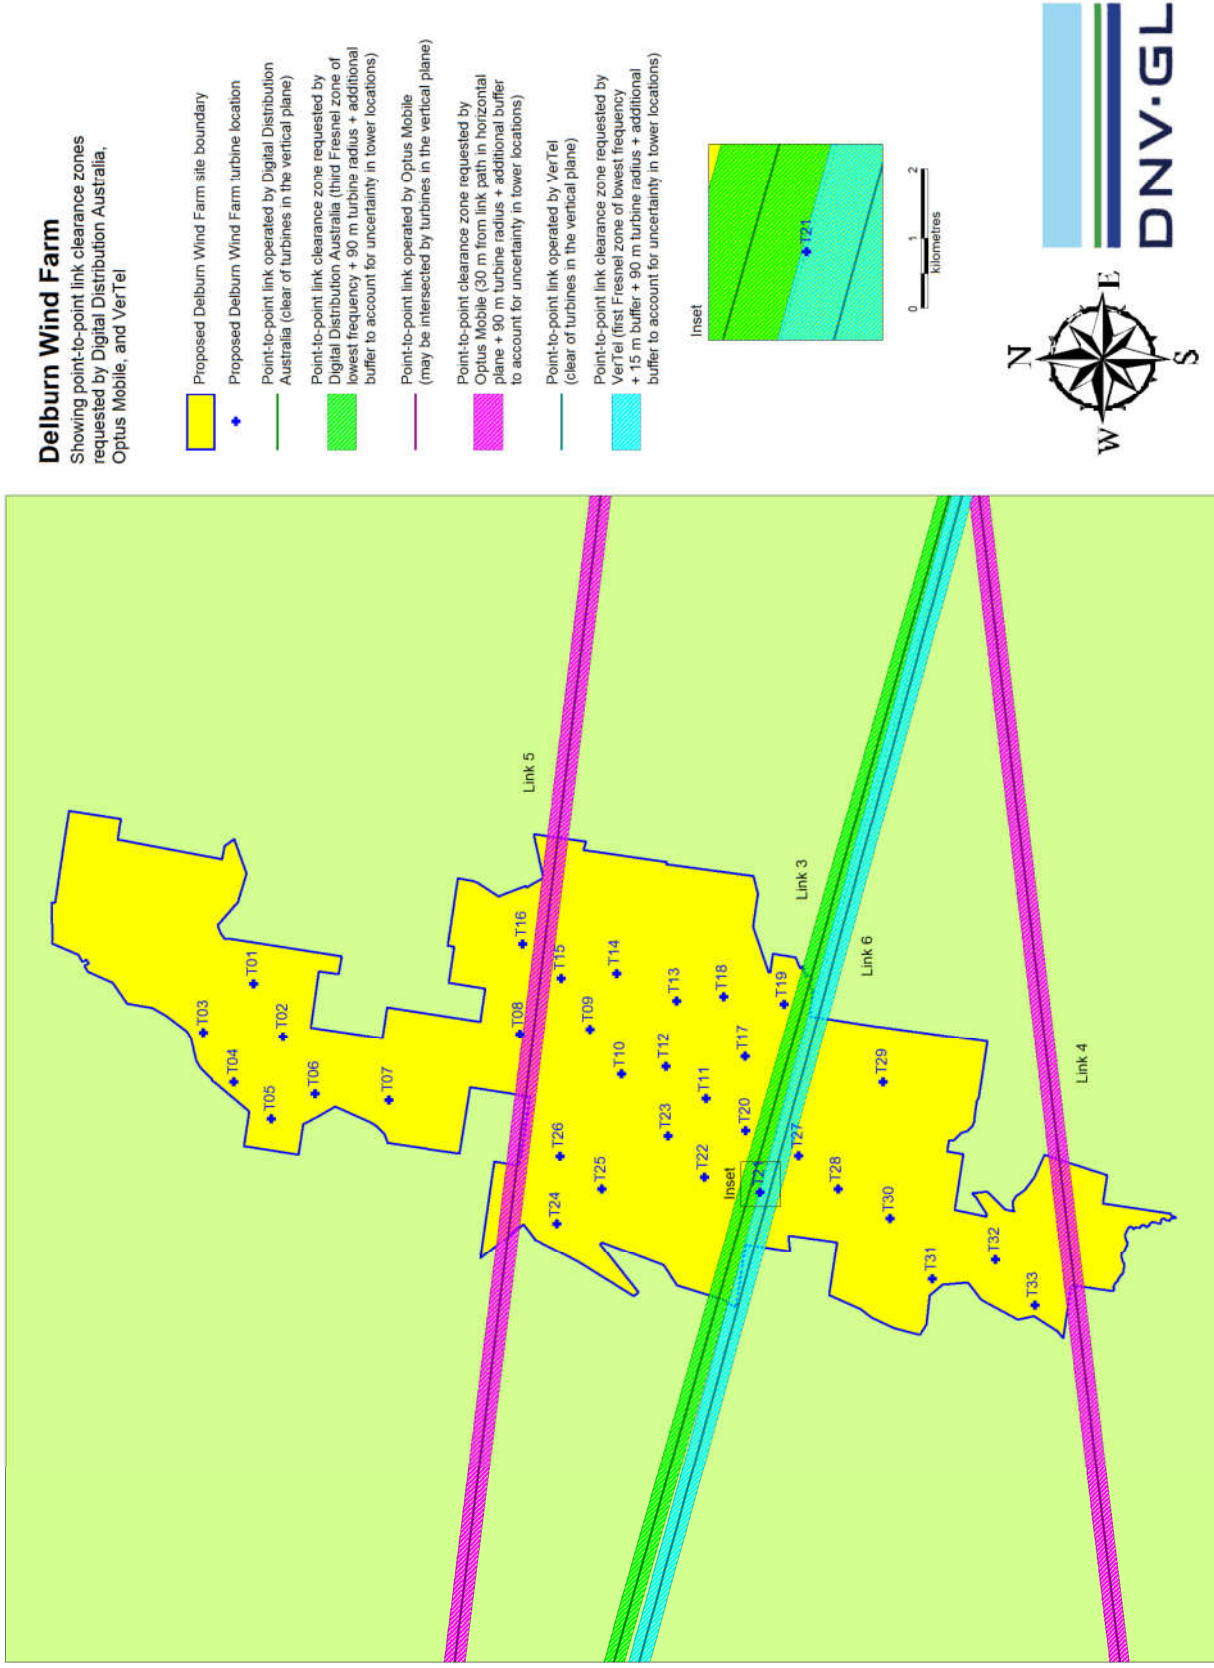 Delburn Wind Farm
Showing point-to-point link clearance zones
requested by Digital Distribution Australia,
Optus Mobile, and VerTel
Proposed Delburn Wind Farm site boundary
Proposed Delburn Wind Farm turbine location
Point-to-point link operated by Digital Distribution
Australia (clear of turbines in the vertical plane)
Point-to-point link clearance zone requested by
Digital Distribution Australia (third Fresnel zone of
lowest frequency + 90 m turbine radius + additional
buffer to account for uncertainty in tower locations)
Point-to-point link operated by Optus Mobile
(may be intersected by turbines in the vertical plane)
Point-to-point clearance zone requested by
Optus Mobile (30 m from link path in horizontal
plane + 90 m turbine radius + additional buffer
to account for uncertainty in tower locations)
Point-to-point link operated by VerTel
(clear of turbines in the vertical plane)
Point-to-point link clearance zone requested by
VerTel (first Fresnel zone of lowest frequency
+ 15 m buffer + 90 m turbine radius + additional
buffer to account for uncertainty in tower locations)
Inset
T21
0 1 2
kilometres
N
W
E
S
DNV·GL
T03
T01
T04
T02
T05
T06
T07
Link 5
T16
T08
T15
T26
T24
T09
T14
T25
T10
T12
T13
T23
T11
T18
T22
T17
T20
Inset
T21
T19
Link 3
T27
T28
Link 6
T29
T30
T31
T32
T33
Link 4